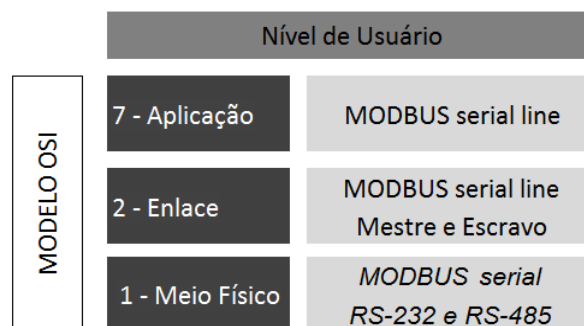 Nível de Usuário
MODELO OSI
7 - Aplicação
MODBUS serial line
2 - Enlace
MODBUS serial line
Mestre e Escravo
1 - Meio Físico
MODBUS serial
RS-232 e RS-485